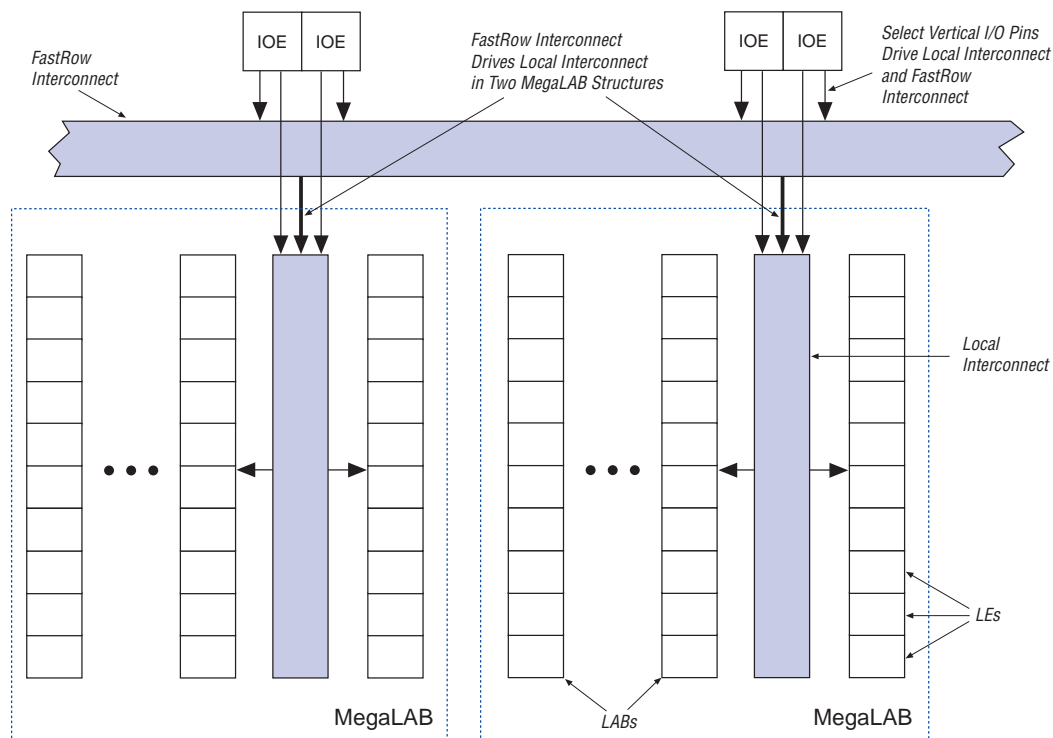 FastRow
Interconnect
IOE
IOE
FastRow Interconnect
Drives Local Interconnect
in Two MegaLAB Structures
IOE
IOE
Select Vertical I/O Pins
Drive Local Interconnect
and FastRow
Interconnect
Local
Interconnect
LEs
LABs
MegaLAB
MegaLAB